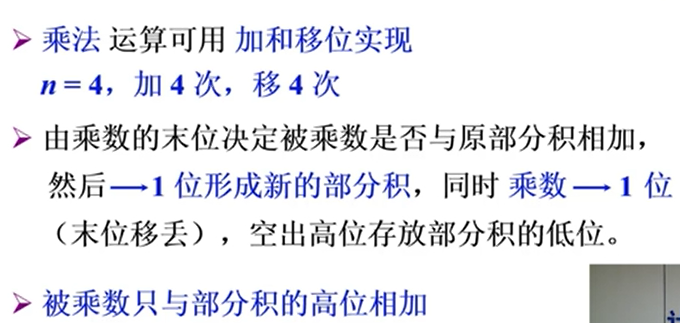 ➢ 乘法 运算可用 加和移位实现
n = 4，加 4 次，移 4 次
➢ 由乘数的末位决定被乘数是否与原部分积相加，
然后 ⟶1 位形成新的部分积，同时 乘数 ⟶ 1 位
（末位移丢），空出高位存放部分积的低位。
➢ 被乘数只与部分积的高位相加